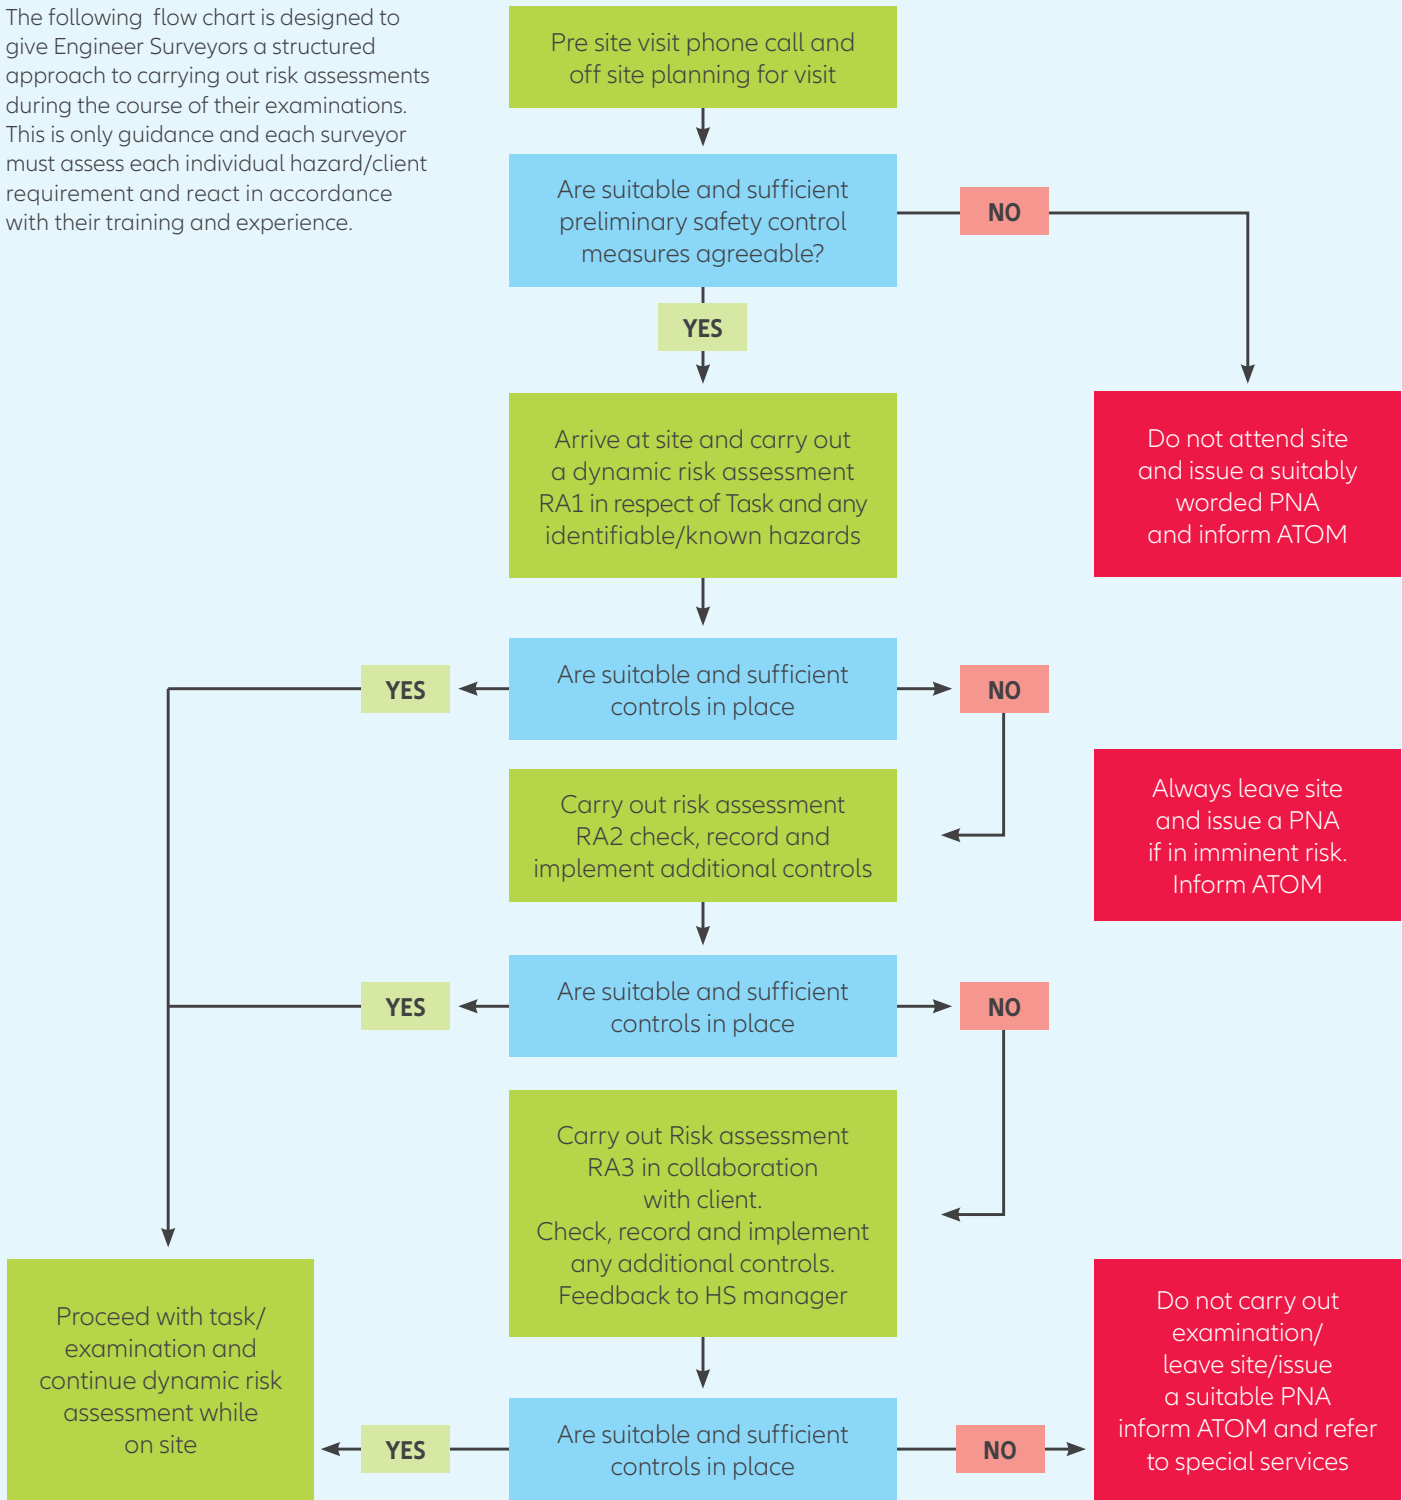 The following flow chart is designed to
give Engineer Surveyors a structured
approach to carrying out risk assessments
during the course of their examinations.
This is only guidance and each surveyor
must assess each individual hazard/client
requirement and react in accordance
with their training and experience.
Pre site visit phone call and
off site planning for visit
Are suitable and sufficient
preliminary safety control
measures agreeable?
NO
YES
Do not attend site
and issue a suitably
worded PNA
and inform ATOM
Arrive at site and carry out
a dynamic risk assessment
RA1 in respect of Task and any
identifiable/known hazards
Are suitable and sufficient
controls in place
YES
NO
Always leave site
and issue a PNA
if in imminent risk.
Inform ATOM
Carry out risk assessment
RA2 check, record and
implement additional controls
Are suitable and sufficient
controls in place
YES
NO
Carry out Risk assessment
RA3 in collaboration
with client.
Check, record and implement
any additional controls.
Feedback to HS manager
Proceed with task/
examination and
continue dynamic risk
assessment while
on site
Are suitable and sufficient
controls in place
YES
NO
Do not carry out
examination/
leave site/issue
a suitable PNA
inform ATOM and refer
to special services